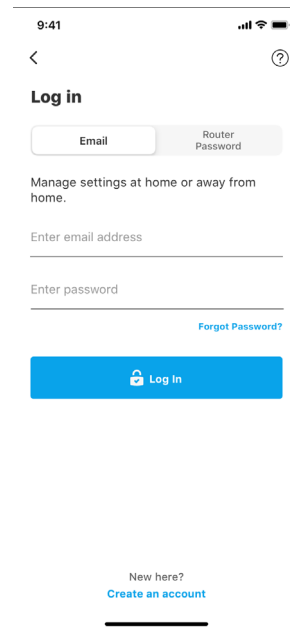 9:41
?
Log in
Email
Router
Password
Manage settings at home or away from
home.
Enter email address
Enter password
Forgot Password?
Log In
New here?
Create an account